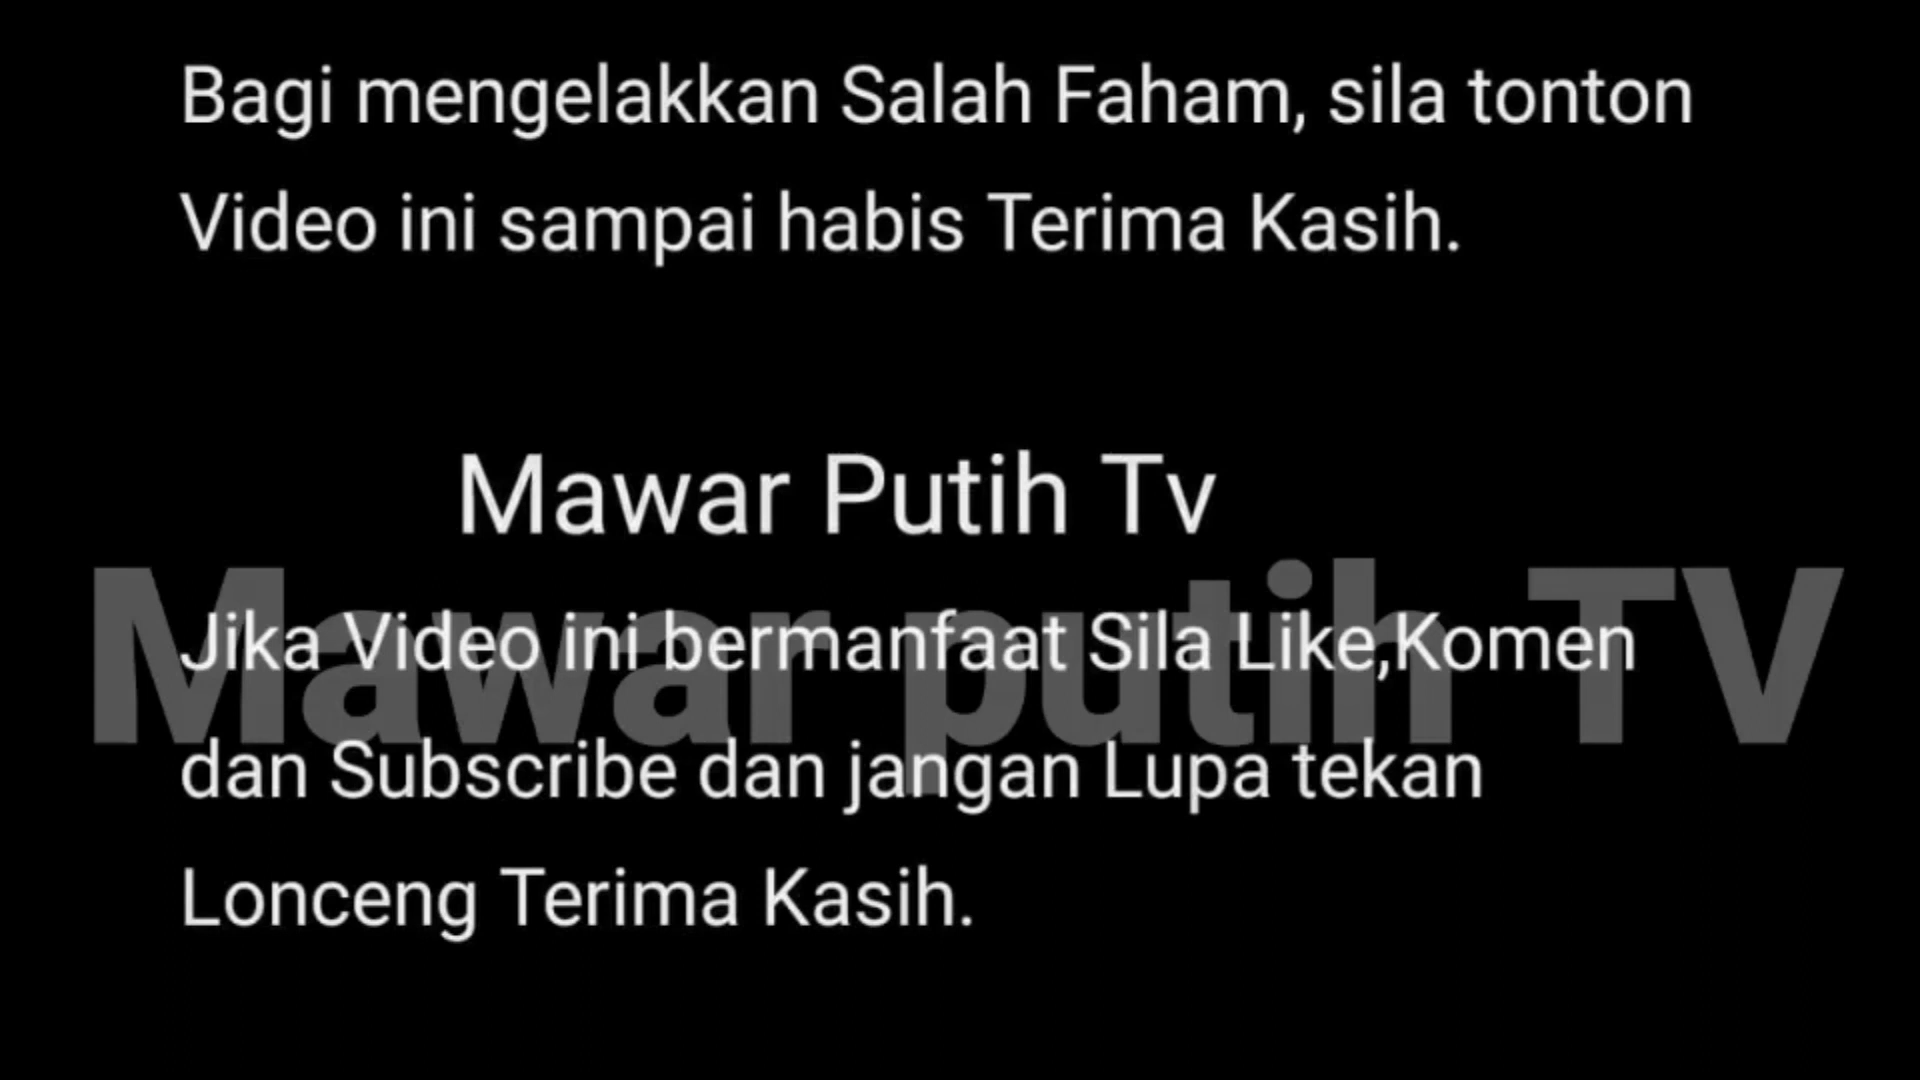 Bagi mengelakkan Salah Faham, sila tonton
Video ini sampai habis Terima Kasih.
Mawar Putih Tv
Mawar putih TV
Jika Video ini bermanfaat Sila Like,Komen
dan Subscribe dan jangan Lupa tekan
Lonceng Terima Kasih.